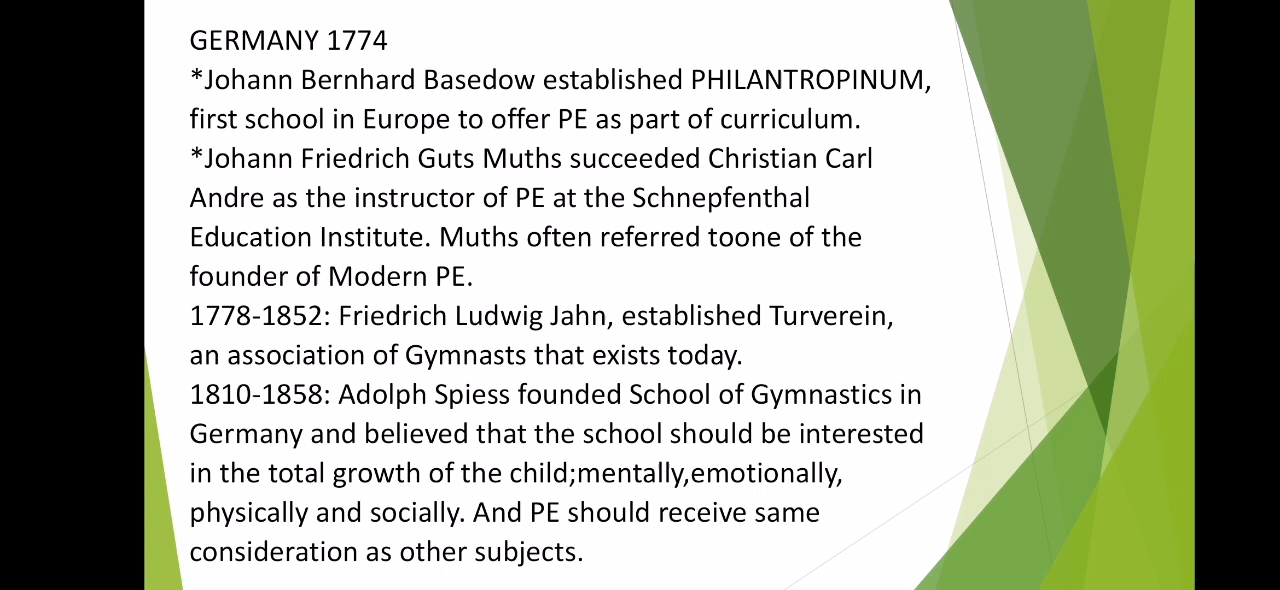 GERMANY 1774
*Johann Bernhard Basedow established PHILANTROPINUM,
first school in Europe to offer PE as part of curriculum.
*Johann Friedrich Guts Muths succeeded Christian Carl
Andre as the instructor of PE at the Schnepfenthal
Education Institute. Muths often referred toone of the
founder of Modern PE.
1778-1852: Friedrich Ludwig Jahn, established Turverein,
an association of Gymnasts that exists today.
1810-1858: Adolph Spiess founded School of Gymnastics in
Germany and believed that the school should be interested
in the total growth of the child;mentally,emotionally,
physically and socially. And PE should receive same
consideration as other subjects.